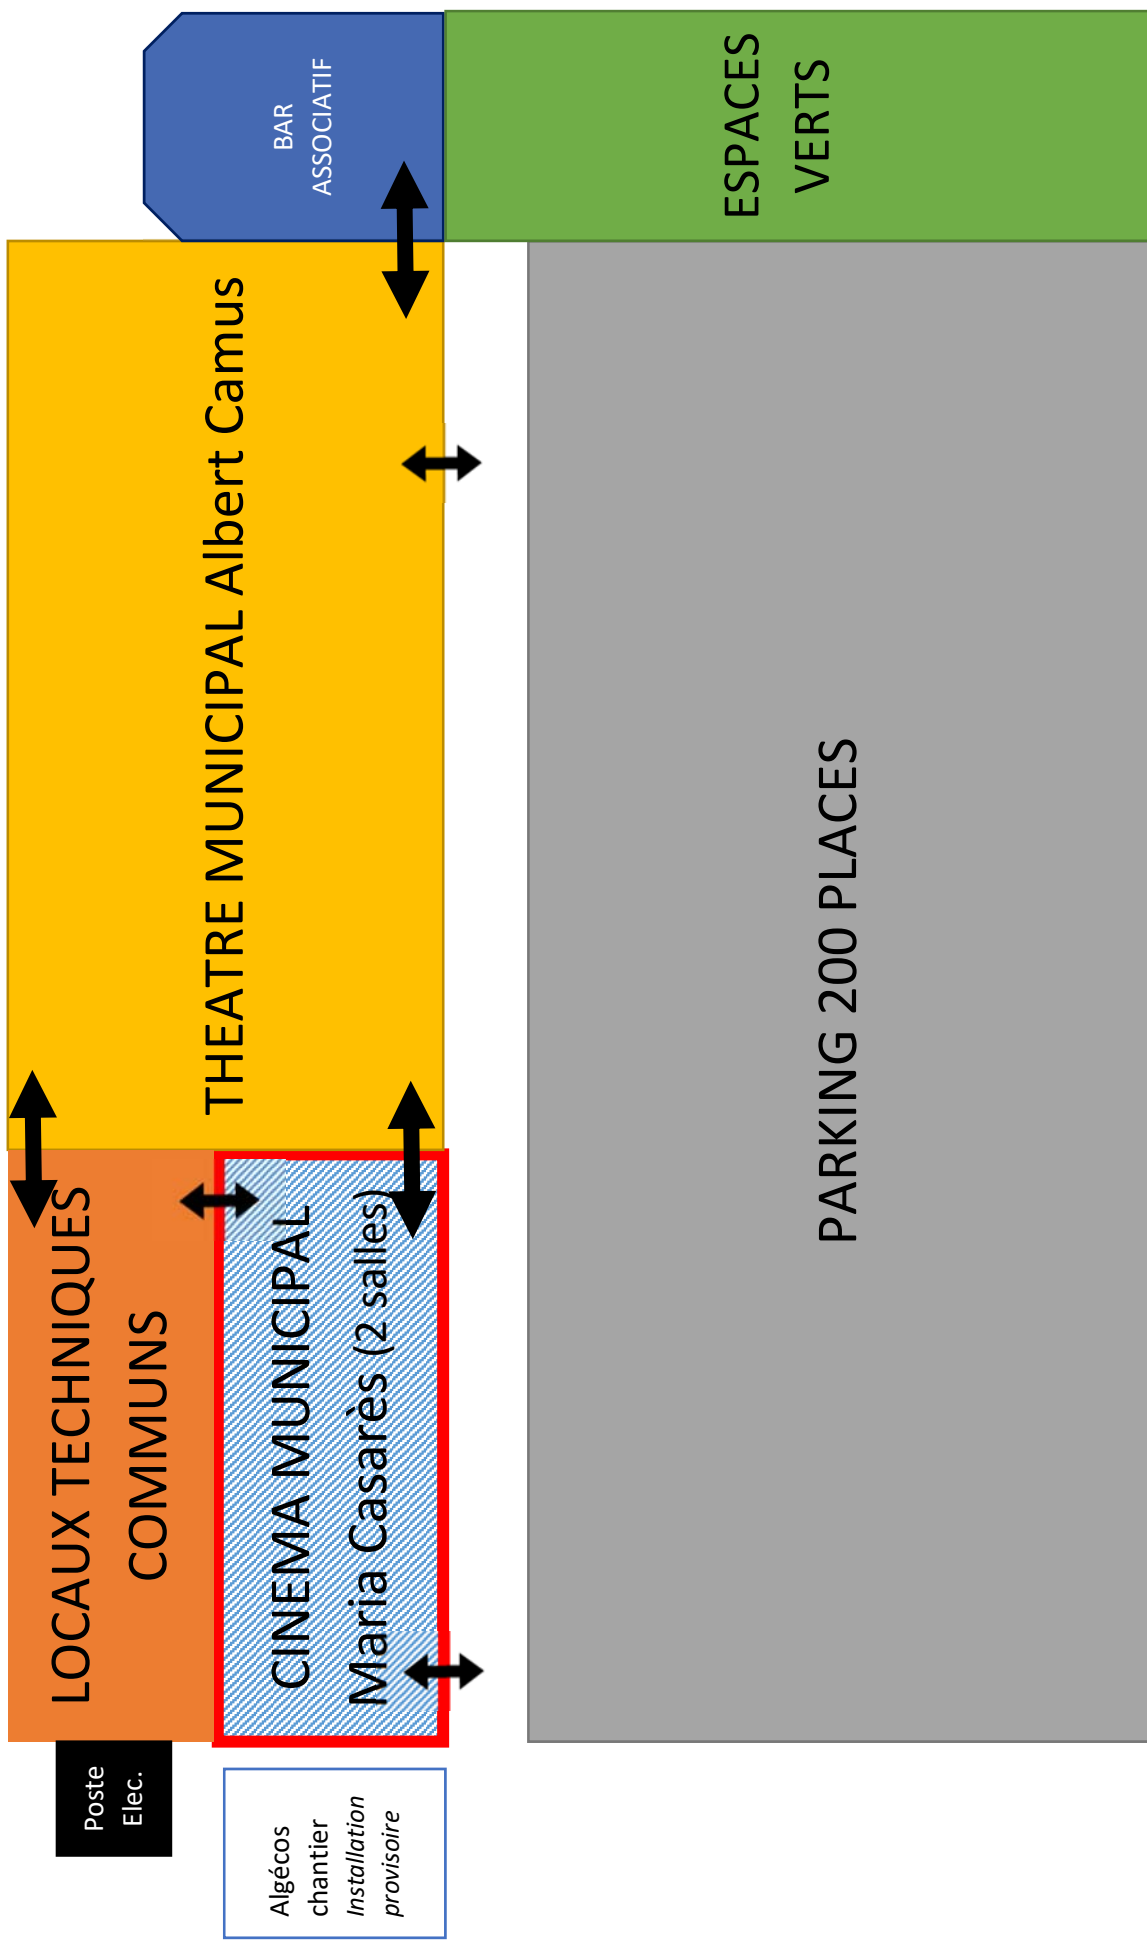 Poste
Elec.
Algécos
chantier
Installation
provisoire
LOCAUX TECHNIQUES
COMMUNS
CINEMA MUNICIPAL
Maria Casarès (2 salles)
THEATRE MUNICIPAL Albert Camus
BAR
ASSOCIATIF
PARKING 200 PLACES
ESPACES
VERTS